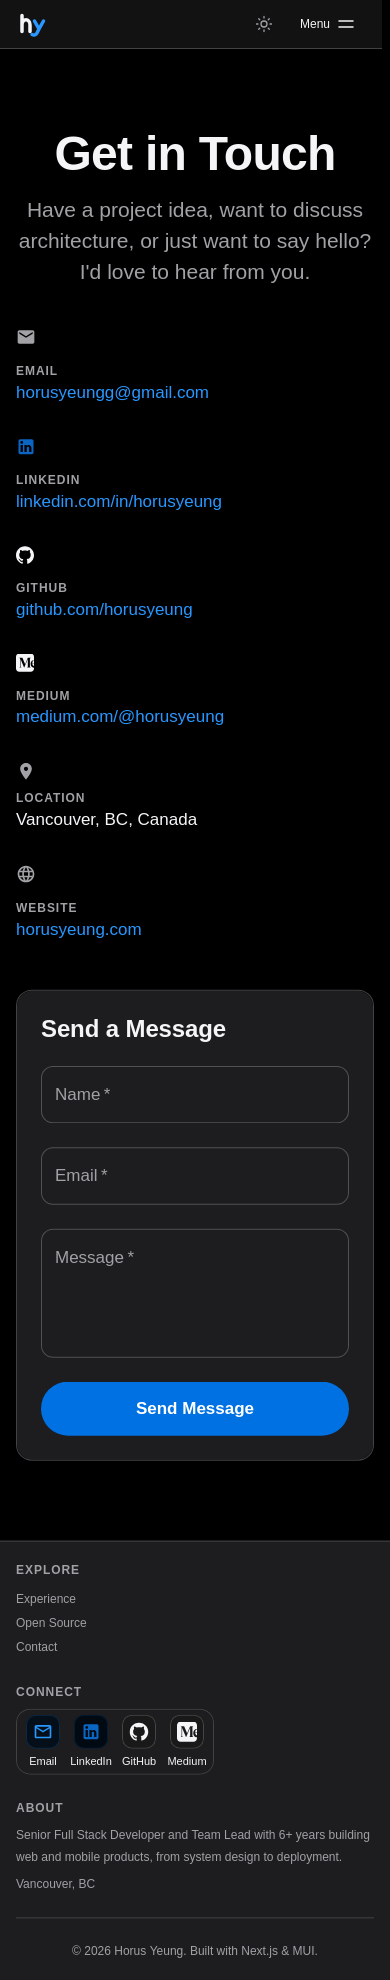 hy
Menu
Get in Touch
Have a project idea, want to discuss
architecture, or just want to say hello?
I'd love to hear from you.
EMAIL
horusyeungg@gmail.com
LINKEDIN
linkedin.com/in/horusyeung
GITHUB
github.com/horusyeung
MEDIUM
medium.com/@horusyeung
LOCATION
Vancouver, BC, Canada
WEBSITE
horusyeung.com
Send a Message
Name *
Email *
Message *
Send Message
EXPLORE
Experience
Open Source
Contact
CONNECT
Email LinkedIn GitHub Medium
ABOUT
Senior Full Stack Developer and Team Lead with 6+ years building
web and mobile products, from system design to deployment.
Vancouver, BC
© 2026 Horus Yeung. Built with Next.js & MUI.